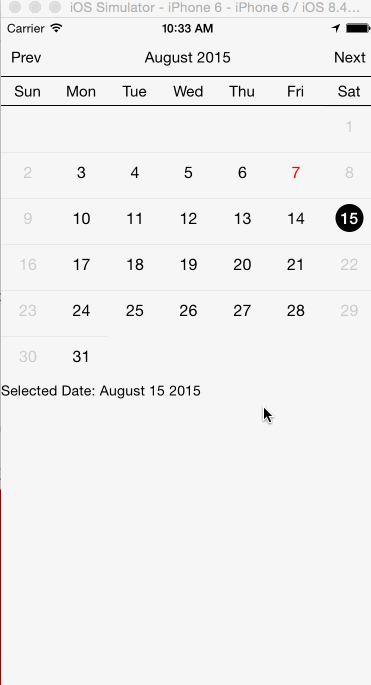 iOS Simulator - iPhone 6 - iPhone 6 / iOS 8.4...
Carrier 10:33 AM
Prev August 2015 Next
Sun Mon Tue Wed Thu Fri Sat
1
2 3 4 5 6 7 8
9 10 11 12 13 14 15
16 17 18 19 20 21 22
23 24 25 26 27 28 29
30 31
Selected Date: August 15 2015